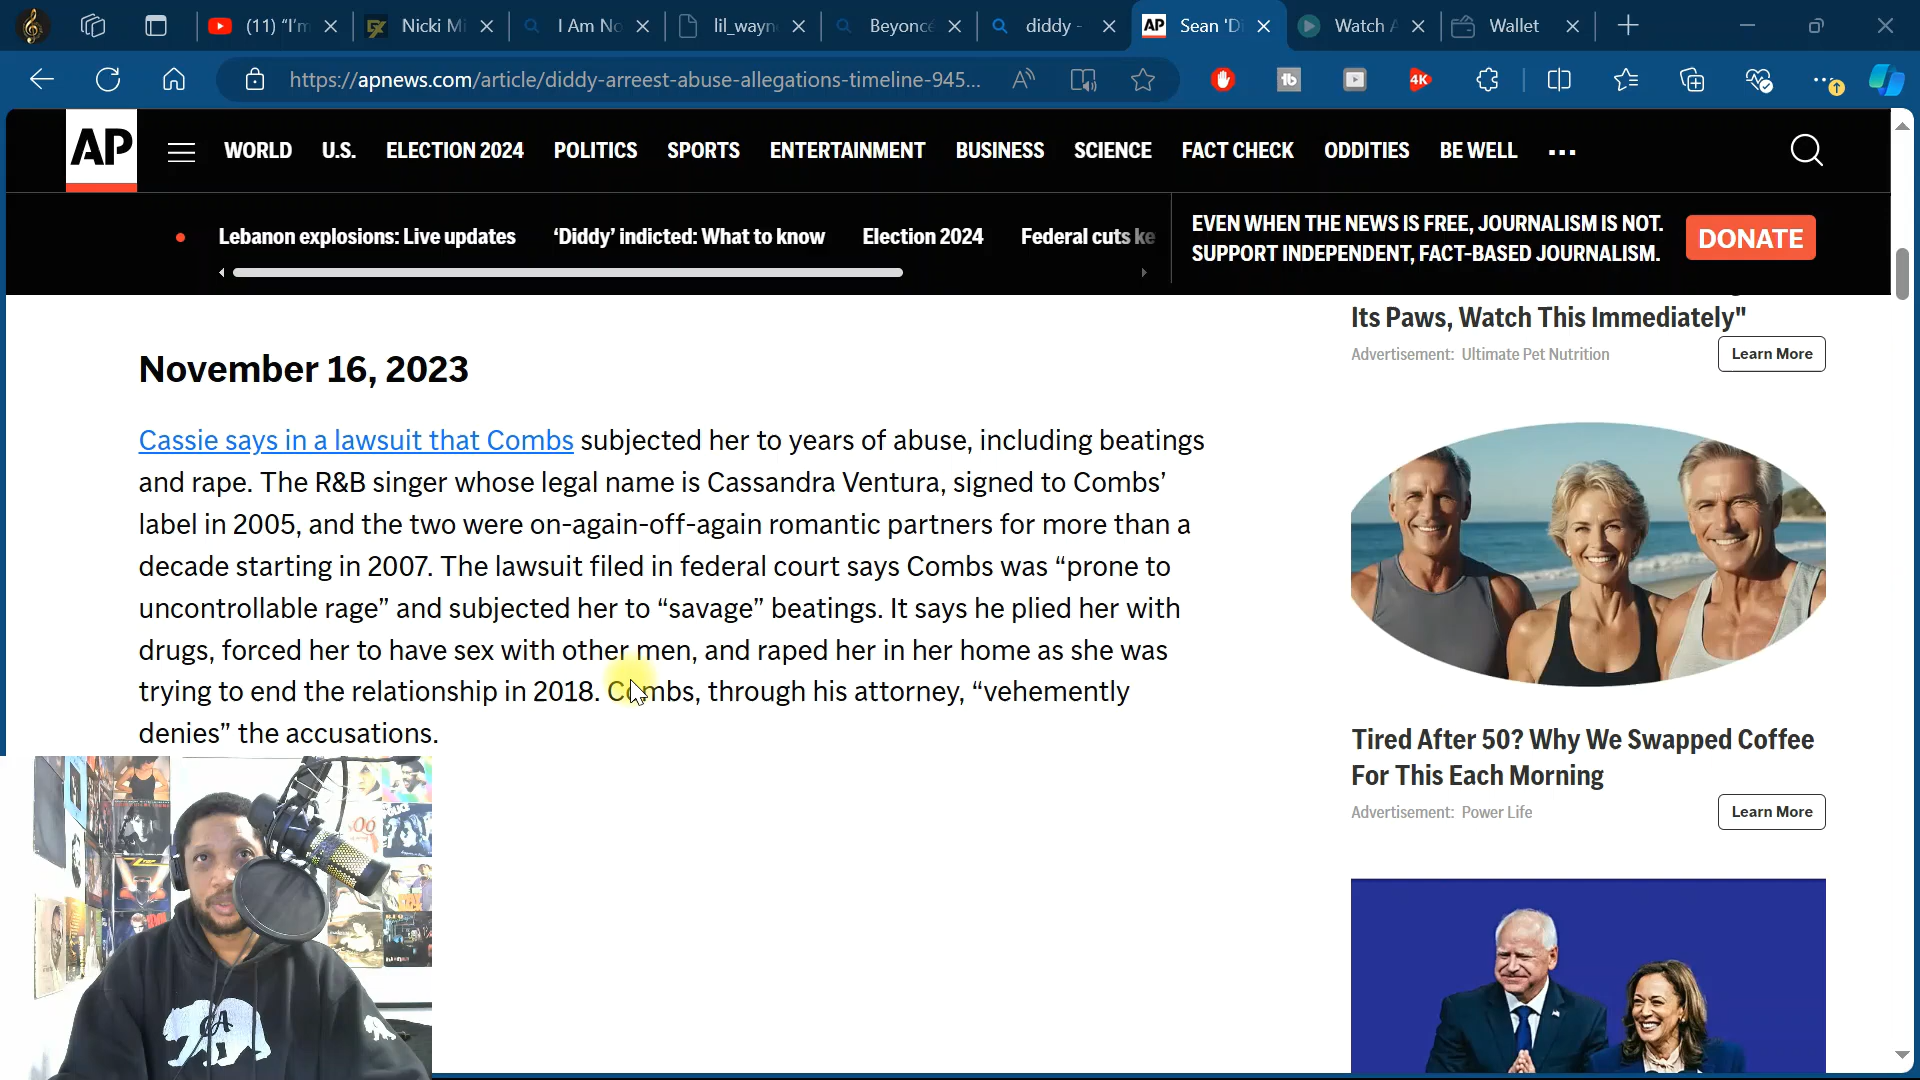 (11) “I'm
Nicki Mi
I Am No
lil_wayn
Beyoncé
diddy -
AP
Sean 'Di
Watch A
Wallet
https://apnews.com/article/diddy-arreest-abuse-allegations-timeline-945...
A
tb
4K
AP
WORLD
U.S.
ELECTION 2024
POLITICS
SPORTS
ENTERTAINMENT
BUSINESS
SCIENCE
FACT CHECK
ODDITIES
BE WELL
Lebanon explosions: Live updates
‘Diddy’ indicted: What to know
Election 2024
Federal cuts ke
EVEN WHEN THE NEWS IS FREE, JOURNALISM IS NOT.
SUPPORT INDEPENDENT, FACT-BASED JOURNALISM.
DONATE
November 16, 2023
Cassie says in a lawsuit that Combs subjected her to years of abuse, including beatings
and rape. The R&B singer whose legal name is Cassandra Ventura, signed to Combs’
label in 2005, and the two were on-again-off-again romantic partners for more than a
decade starting in 2007. The lawsuit filed in federal court says Combs was “prone to
uncontrollable rage” and subjected her to “savage” beatings. It says he plied her with
drugs, forced her to have sex with other men, and raped her in her home as she was
trying to end the relationship in 2018. Combs, through his attorney, “vehemently
denies” the accusations.
Its Paws, Watch This Immediately"
Advertisement: Ultimate Pet Nutrition
Learn More
Tired After 50? Why We Swapped Coffee
For This Each Morning
Advertisement: Power Life
Learn More